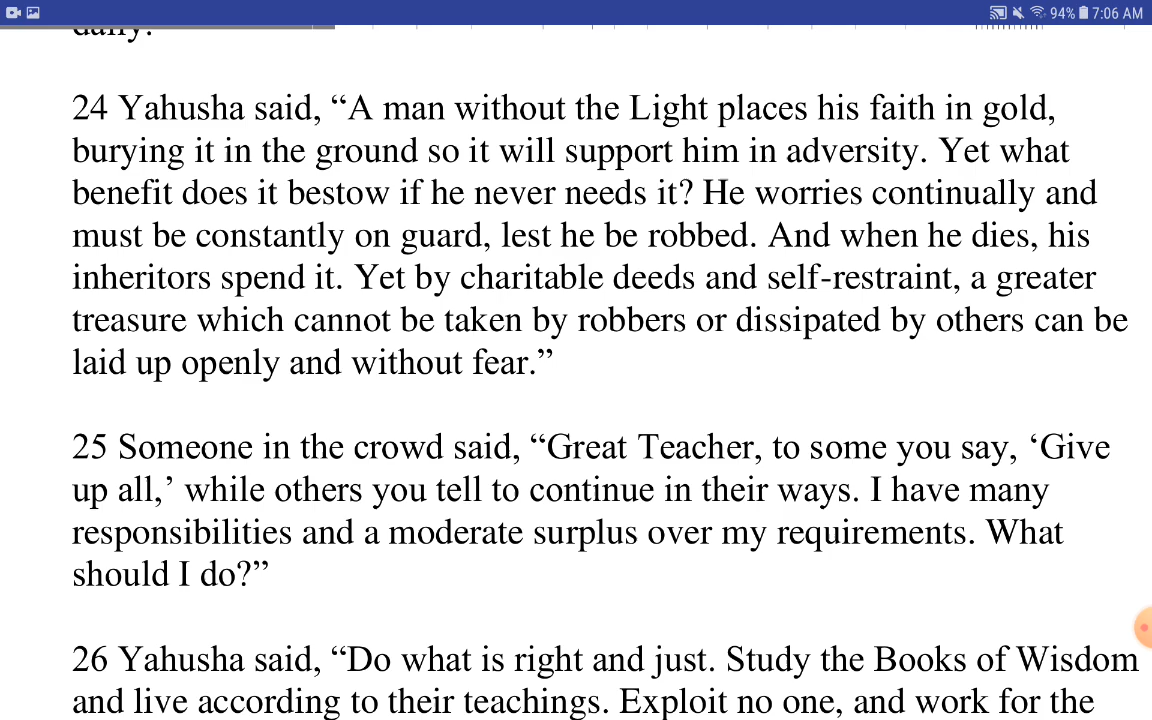 94% 7:06 AM
daily.
24 Yahusha said, “A man without the Light places his faith in gold,
burying it in the ground so it will support him in adversity. Yet what
benefit does it bestow if he never needs it? He worries continually and
must be constantly on guard, lest he be robbed. And when he dies, his
inheritors spend it. Yet by charitable deeds and self-restraint, a greater
treasure which cannot be taken by robbers or dissipated by others can be
laid up openly and without fear.”
25 Someone in the crowd said, “Great Teacher, to some you say, ‘Give
up all,’ while others you tell to continue in their ways. I have many
responsibilities and a moderate surplus over my requirements. What
should I do?”
26 Yahusha said, “Do what is right and just. Study the Books of Wisdom
and live according to their teachings. Exploit no one, and work for the